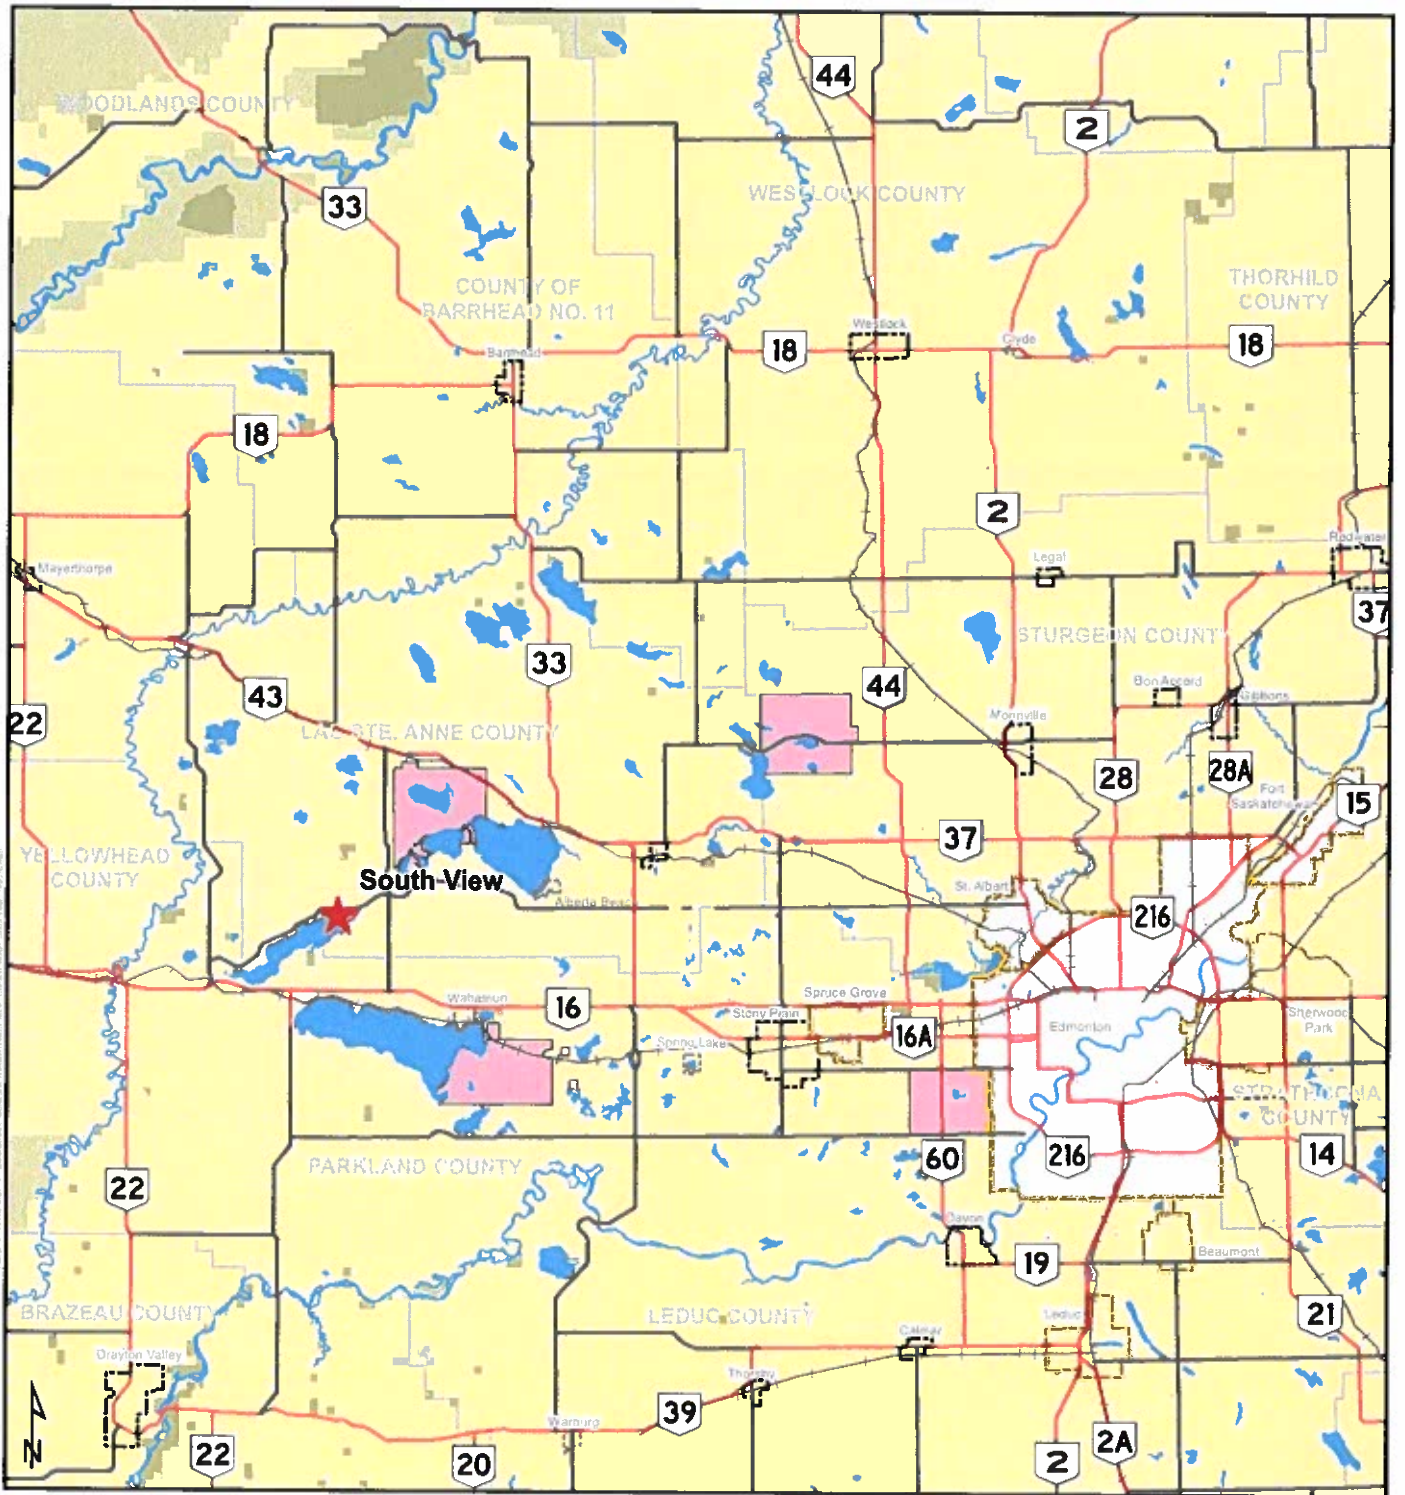 44
WOODLANDS COUNTY
2
33
WESTLOCK COUNTY
COUNTY OF
BARRHEAD NO. 11
THORHILD
COUNTY
Westlock
18
Clyde
18
Barrhead
18
2
Redwater
Legal
Mayerthorpe
37
STURGEON COUNTY
33
44
43
Bon Accord
Gibbons
22
Morinville
LAC STE. ANNE COUNTY
28
28A
Fort
Saskatchewan
15
37
YELLOWHEAD
COUNTY
South View
St. Albert
Alberta Beach
216
Wabamun
16
Spruce Grove
Stony Plain
Edmonton
Sherwood
Park
16A
Spring Lake
STRATHCONA
COUNTY
PARKLAND COUNTY
60
216
14
22
Devon
19
Beaumont
BRAZEAU COUNTY
LEDUC COUNTY
Leduc
21
Calmar
Drayton Valley
Thorsby
39
Warburg
N
22
20
2
2A